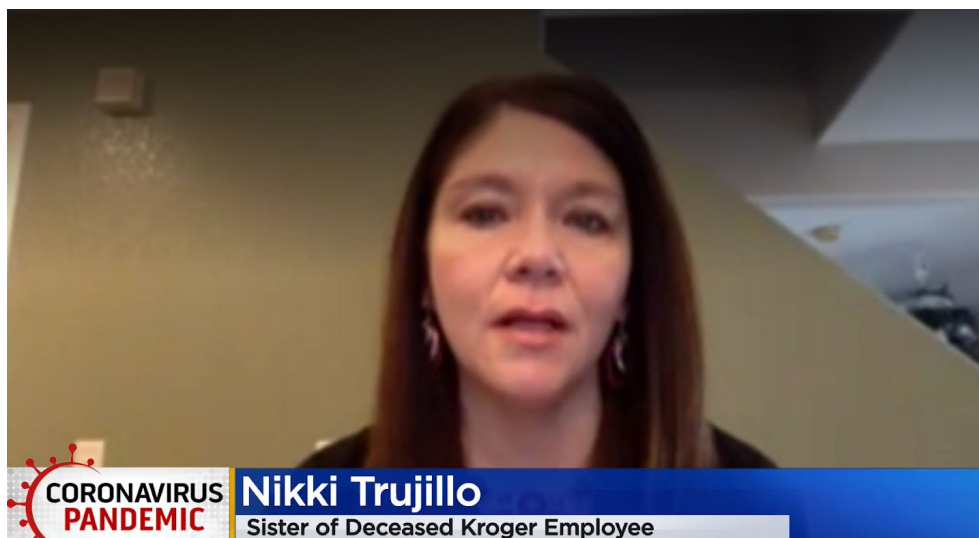 CORONAVIRUS
PANDEMIC
Nikki Trujillo
Sister of Deceased Kroger Employee